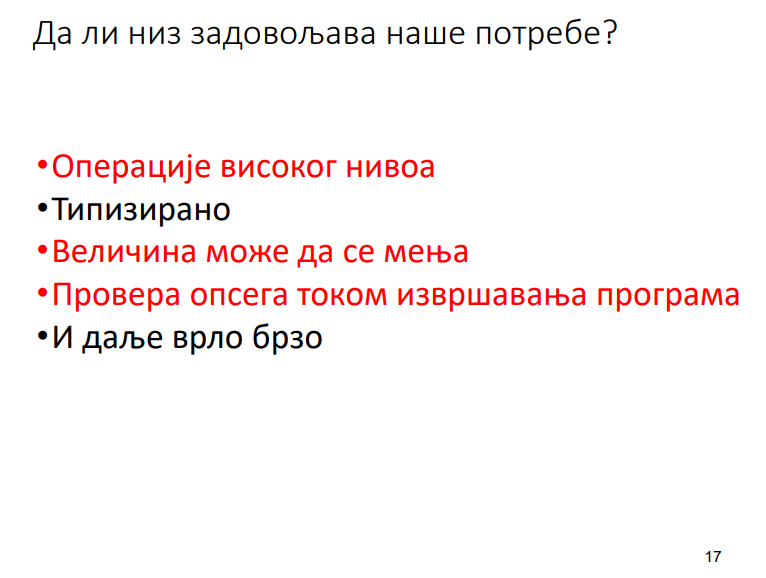 Да ли низ задовољава наше потребе?
•Операције високог нивоа
•Типизирано
•Величина може да се мења
•Провера опсега током извршавања програма
•И даље врло брзо
17